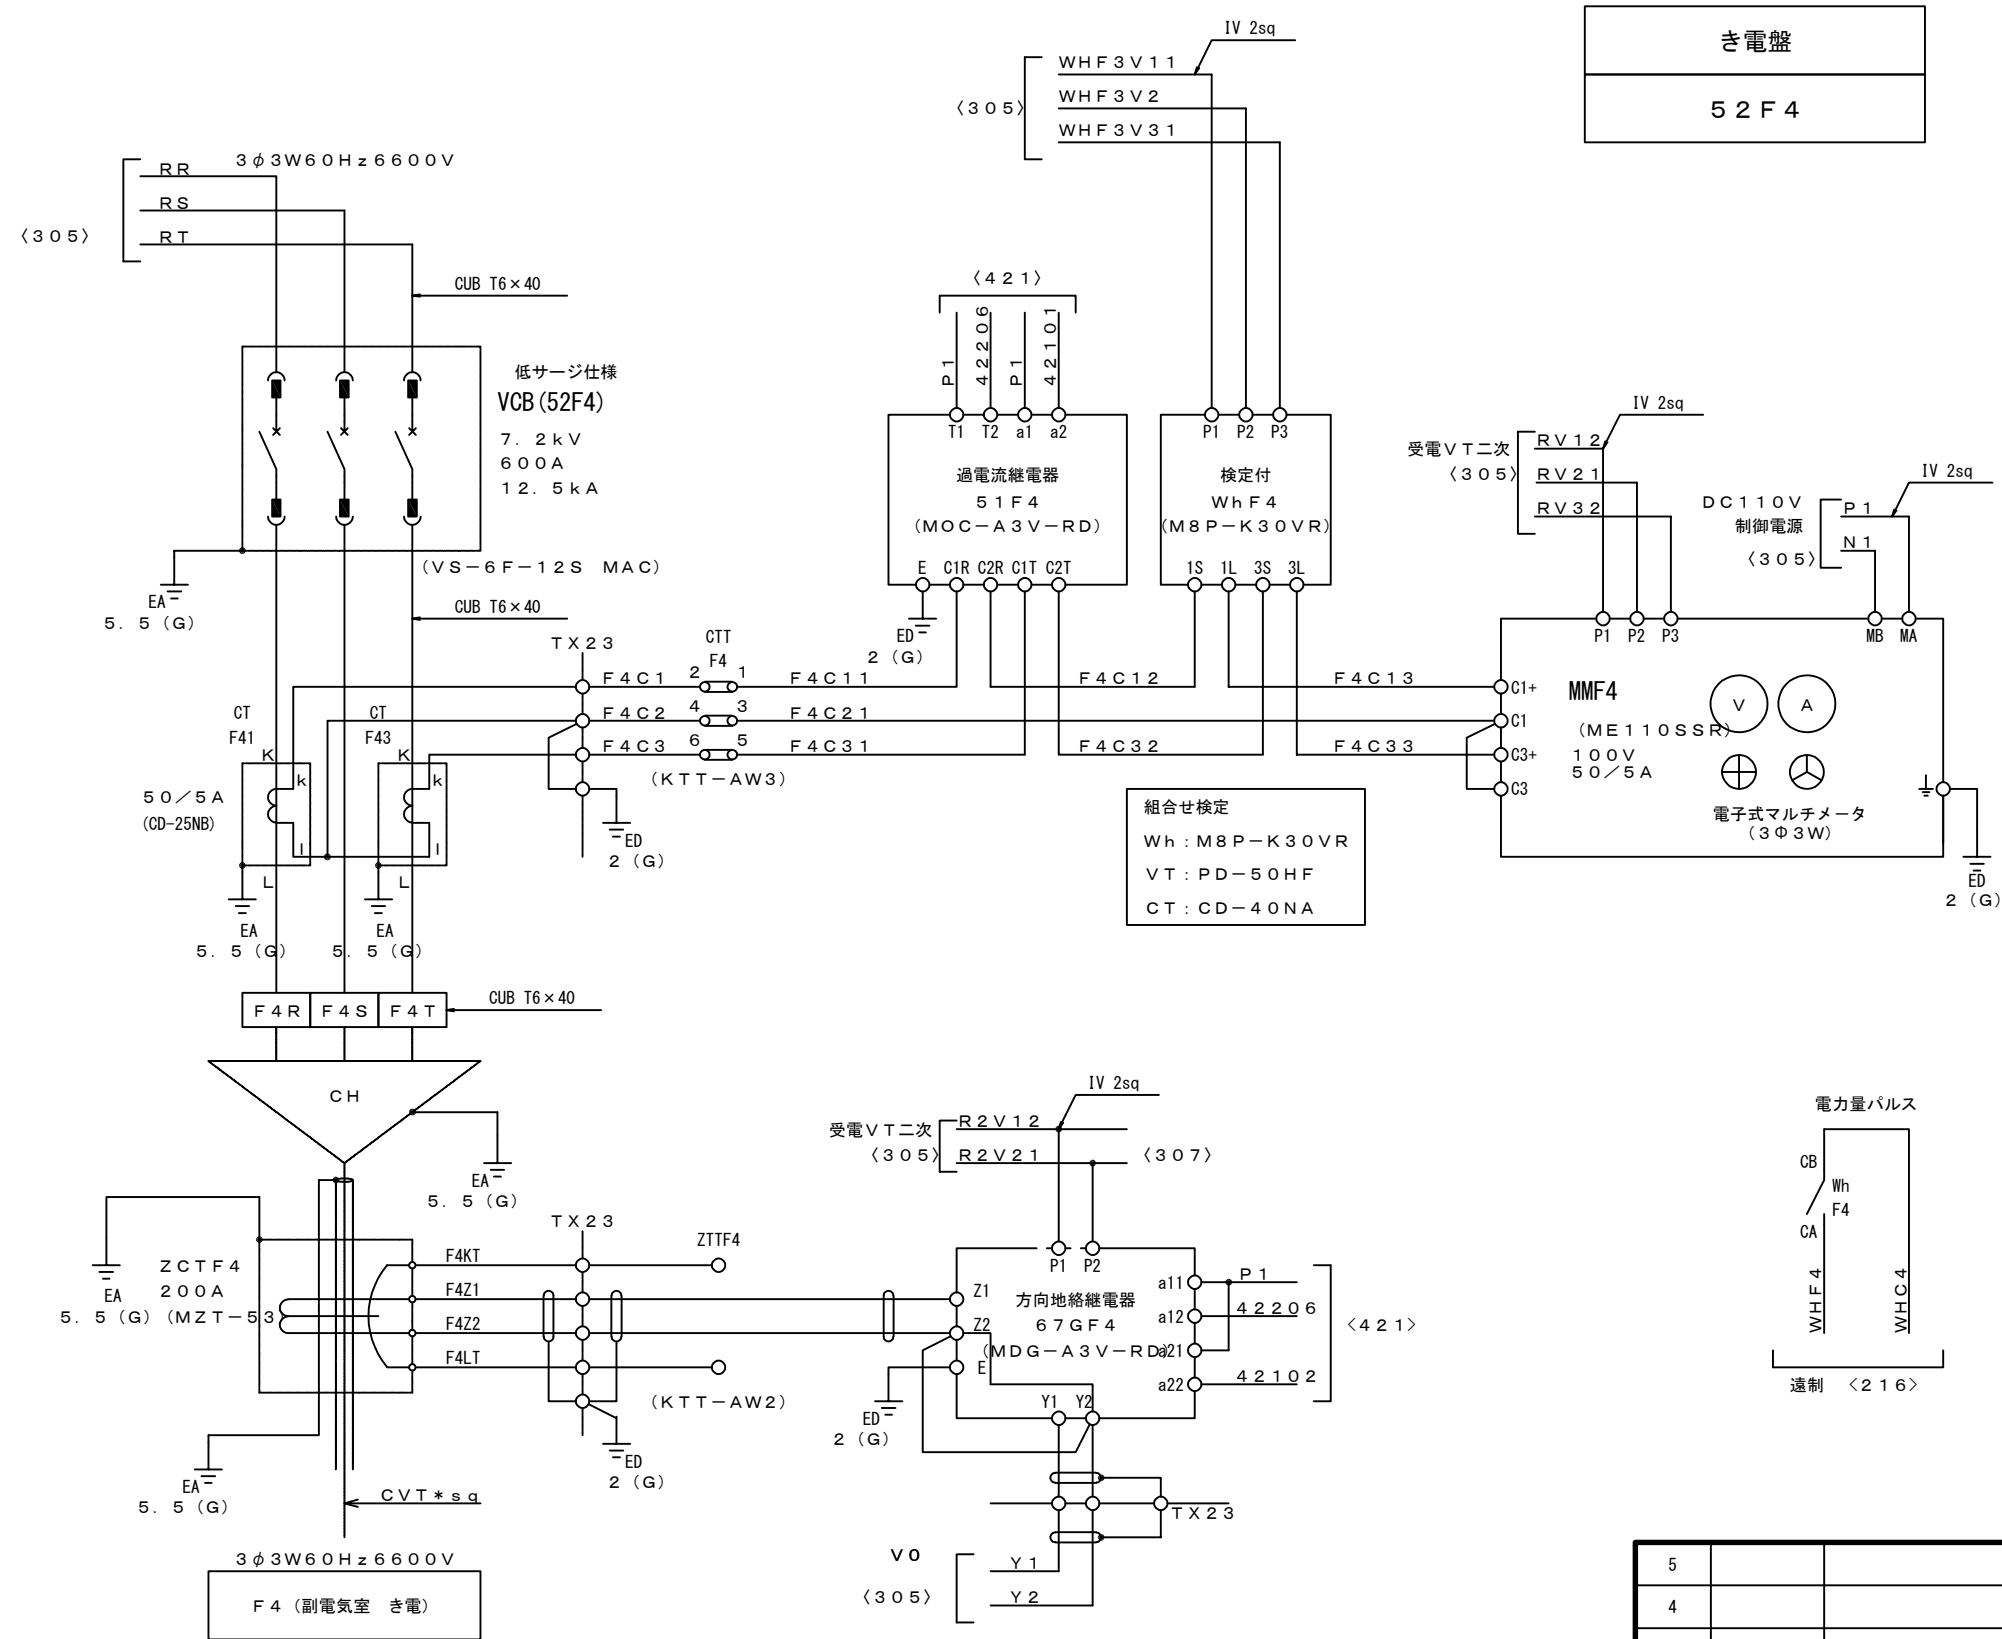 き電盤
52F4
IV 2sq
WHF3V11
WHF3V2
WHF3V31
〈305〉
3φ3W60Hz6600V
RR
RS
RT
〈305〉
CUB T6×40
低サージ仕様
VCB(52F4)
7.2kV
600A
12.5kA
(VS-6F-12S MAC)
EA
5.5(G)
CUB T6×40
〈421〉
P1
42206
P1
42101
T1 T2 a1 a2
過電流継電器
51F4
(MOC-A3V-RD)
E C1R C2R C1T C2T
ED
2(G)
P1 P2 P3
検定付
WhF4
(M8P-K30VR)
1S 1L 3S 3L
IV 2sq
受電VT二次
〈305〉
RV12
RV21
RV32
IV 2sq
DC110V
制御電源
〈305〉
P1
N1
P1 P2 P3
MB MA
TX23
CTT
F4
F4C1 2 1 F4C11
F4C12
F4C13
F4C2 4 3 F4C21
F4C3 6 5 F4C31
F4C32
F4C33
(KTT-AW3)
C1+
C1
C3+
C3
MMF4
(ME110SSR)
100V
50/5A
V
A
電子式マルチメータ
(3Φ3W)
ED
2(G)
CT
F41
CT
F43
K
k
K
k
50/5A
(CD-25NB)
l
l
L
L
EA
5.5(G)
EA
5.5(G)
ED
2(G)
組合せ検定
Wh:M8P-K30VR
VT:PD-50HF
CT:CD-40NA
F4R F4S F4T
CUB T6×40
CH
EA
5.5(G)
IV 2sq
受電VT二次
〈305〉
R2V12
R2V21
〈307〉
電力量パルス
CB
Wh
F4
CA
WHF4
WHC4
遠制 <216>
EA
5.5(G)
ZCTF4
200A
(MZT-53
F4KT
F4Z1
F4Z2
F4LT
TX23
ZTTF4
(KTT-AW2)
ED
2(G)
P1 P2
Z1
Z2
E
方向地絡継電器
67GF4
(MDG-A3V-RD)
a11
a12
a21
a22
P1
42206
42102
<421>
Y1 Y2
ED
2(G)
TX23
V0
〈305〉
Y1
Y2
EA
5.5(G)
CVT*sq
3φ3W60Hz6600V
F4(副電気室 き電)
5
4